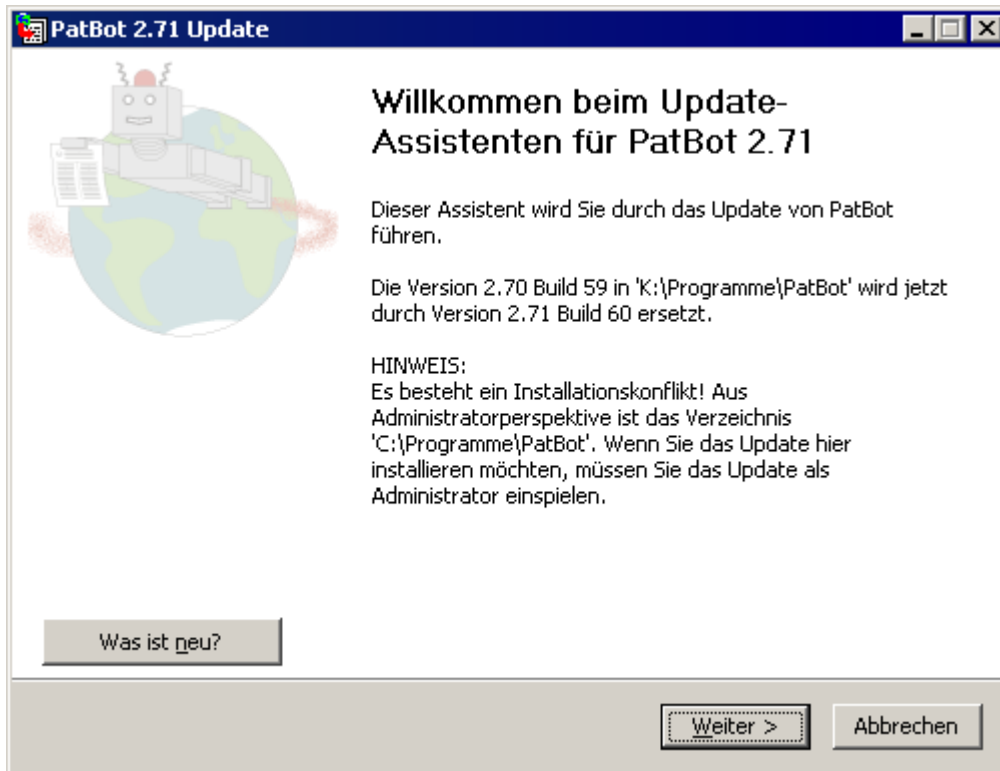 PatBot 2.71 Update
Willkommen beim Update-
Assistenten für PatBot 2.71
Dieser Assistent wird Sie durch das Update von PatBot
führen.
Die Version 2.70 Build 59 in 'K:\Programme\PatBot' wird jetzt
durch Version 2.71 Build 60 ersetzt.
HINWEIS:
Es besteht ein Installationskonflikt! Aus
Administratorperspektive ist das Verzeichnis
'C:\Programme\PatBot'. Wenn Sie das Update hier
installieren möchten, müssen Sie das Update als
Administrator einspielen.
Was ist neu?
Weiter >
Abbrechen